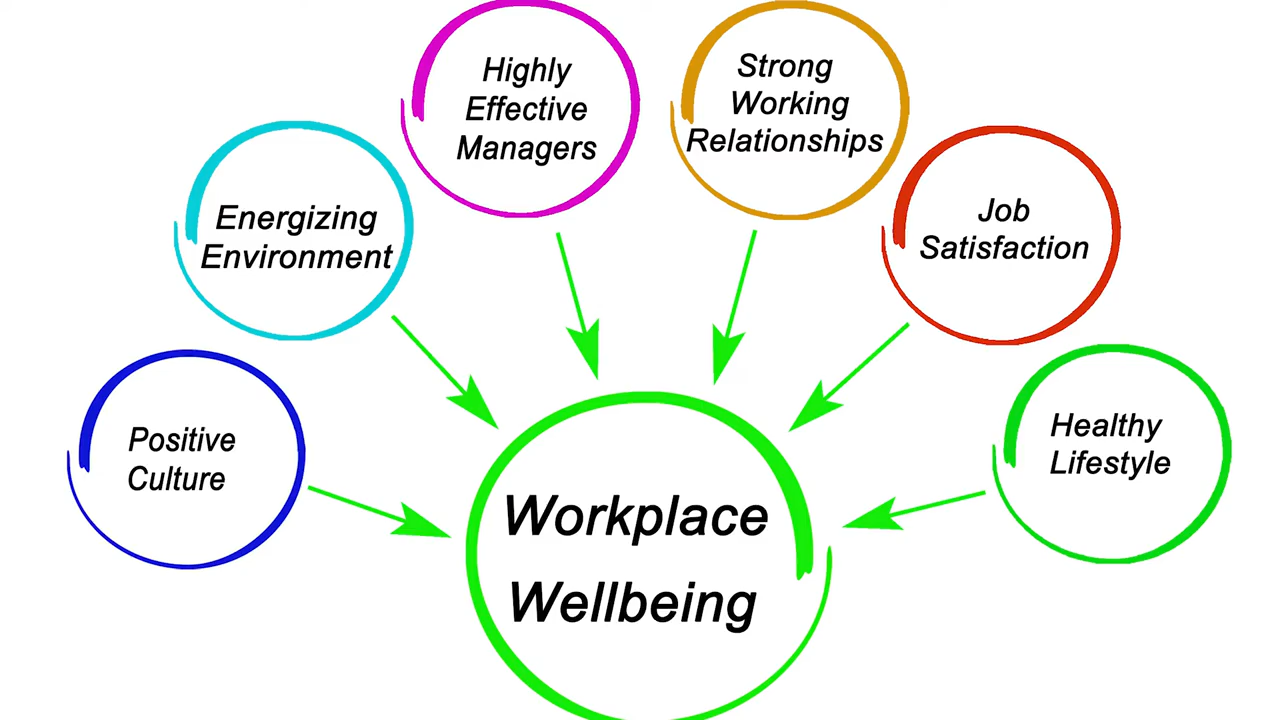 Highly
Effective
Managers
Strong
Working
Relationships
Energizing
Environment
Job
Satisfaction
Positive
Culture
Healthy
Lifestyle
Workplace
Wellbeing